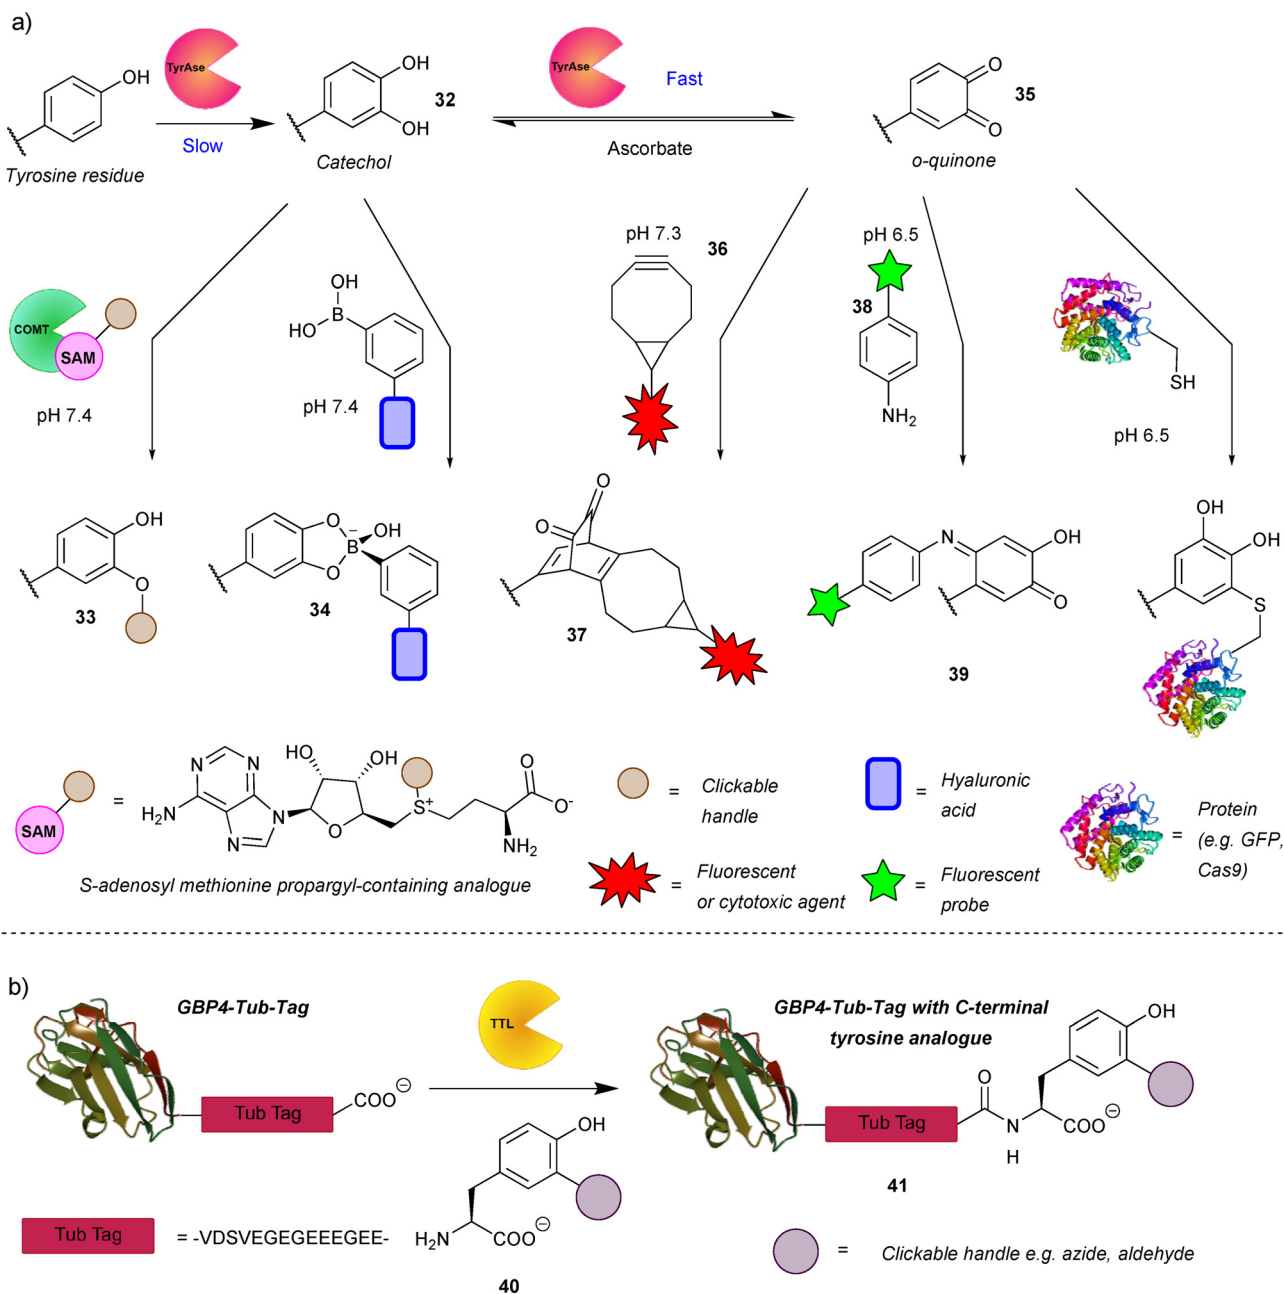 a)
OH
TyrAse
Slow
Tyrosine residue
OH
OH
32
Catechol
TyrAse
Fast
Ascorbate
O
O
35
o-quinone
COMT
SAM
pH 7.4
OH
HO
B
pH 7.4
pH 7.3
36
pH 6.5
38
NH2
SH
pH 6.5
OH
O
33
O
O
B
−
OH
34
O
O
37
N
OH
O
39
HO
OH
S
SAM
=
N
N
N
N
NH2
HO
OH
O
S+
O
O-
NH2
S-adenosyl methionine propargyl-containing analogue
= Clickable
handle
= Fluorescent
or cytotoxic agent
= Hyaluronic
acid
= Fluorescent
probe
= Protein
(e.g. GFP,
Cas9)
b)
GBP4-Tub-Tag
Tub Tag
COO⊖
TTL
OH
H2N
COO⊖
40
GBP4-Tub-Tag with C-terminal
tyrosine analogue
Tub Tag
O
N
H
COO⊖
OH
41
Tub Tag
= -VDSVEGEGEEEGEE-
= Clickable handle e.g. azide, aldehyde